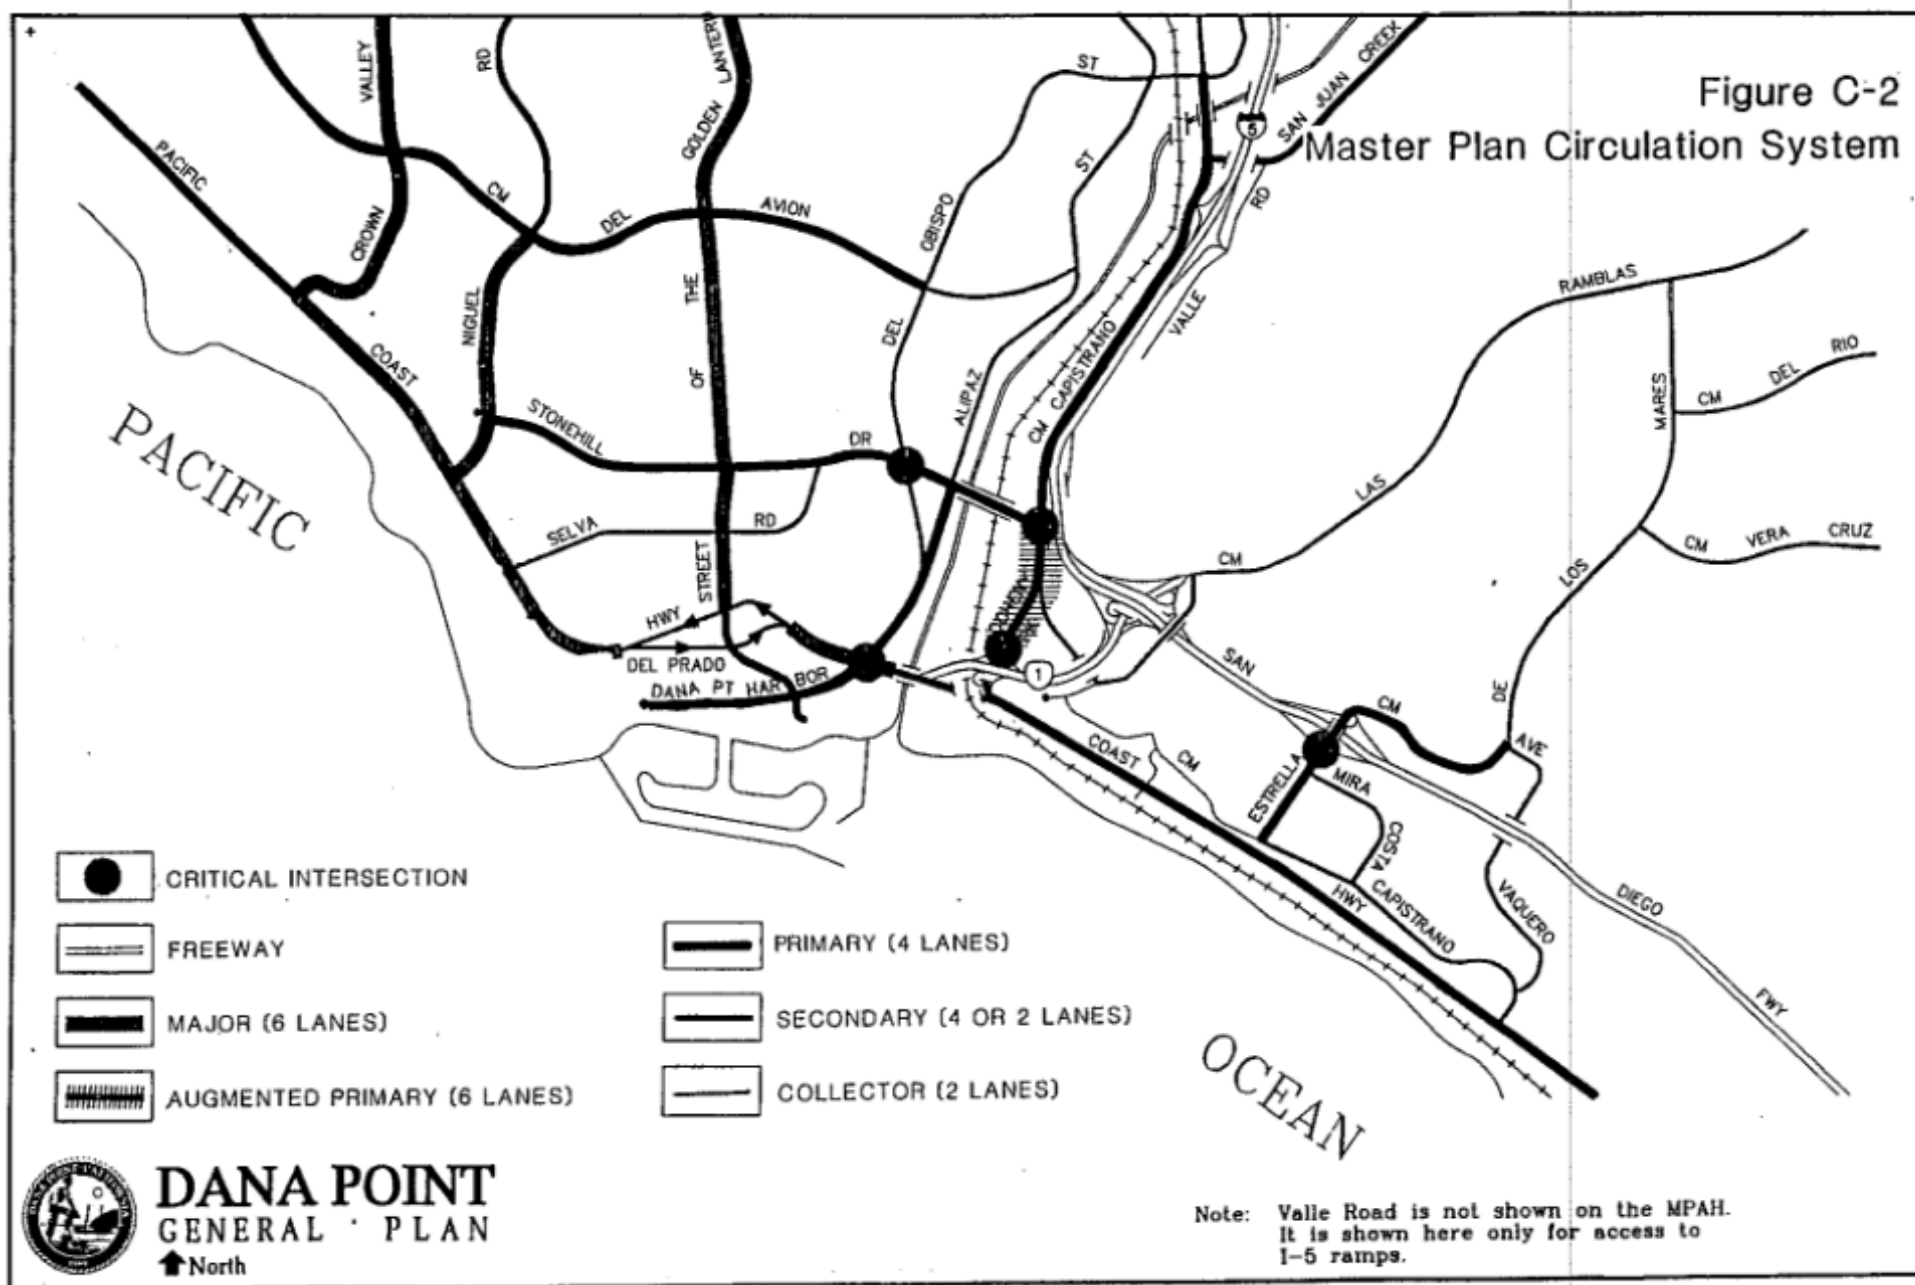 Figure C-2
Master Plan Circulation System
VALLEY
RD
GOLDEN LANTERN
ST
SAN JUAN CREEK
5
PACIFIC
CROWN
CM
DEL
AVION
OBISPO
ST
RD
RAMBLAS
NIGUEL
THE
OF
DEL
VALLE
COAST
ALIPAZ
CM CAPISTRANO
MARES
CM DEL RIO
STONEHILL
DR
PACIFIC
LAS
SELVA
RD
STREET
CM
CM VERA CRUZ
LOS
HWY
DEL PRADO
DANA PT HARBOR
1
SAN
DE
CM
AVE
COAST
CM
ESTRELLA
MIRA
COSTA
HWY
CAPISTRANO
VAQUERO
DIEGO
FWY
CRITICAL INTERSECTION
FREEWAY
MAJOR (6 LANES)
AUGMENTED PRIMARY (6 LANES)
PRIMARY (4 LANES)
SECONDARY (4 OR 2 LANES)
COLLECTOR (2 LANES)
OCEAN
DANA POINT
GENERAL PLAN
North
Note: Valle Road is not shown on the MPAH.
It is shown here only for access to
I-5 ramps.